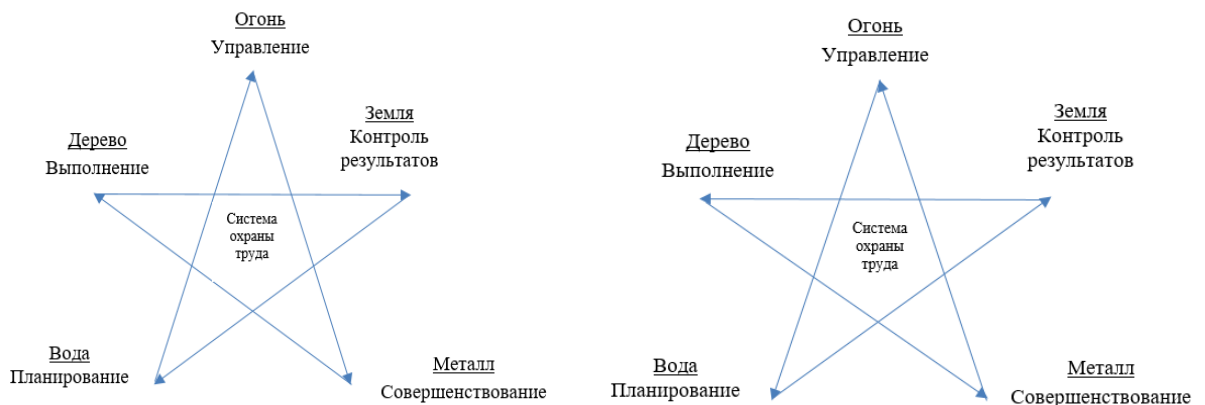 Огонь
Управление
Земля
Контроль
результатов
Дерево
Выполнение
Система
охраны
труда
Вода
Планирование
Металл
Совершенствование
Огонь
Управление
Земля
Контроль
результатов
Дерево
Выполнение
Система
охраны
труда
Вода
Планирование
Металл
Совершенствование